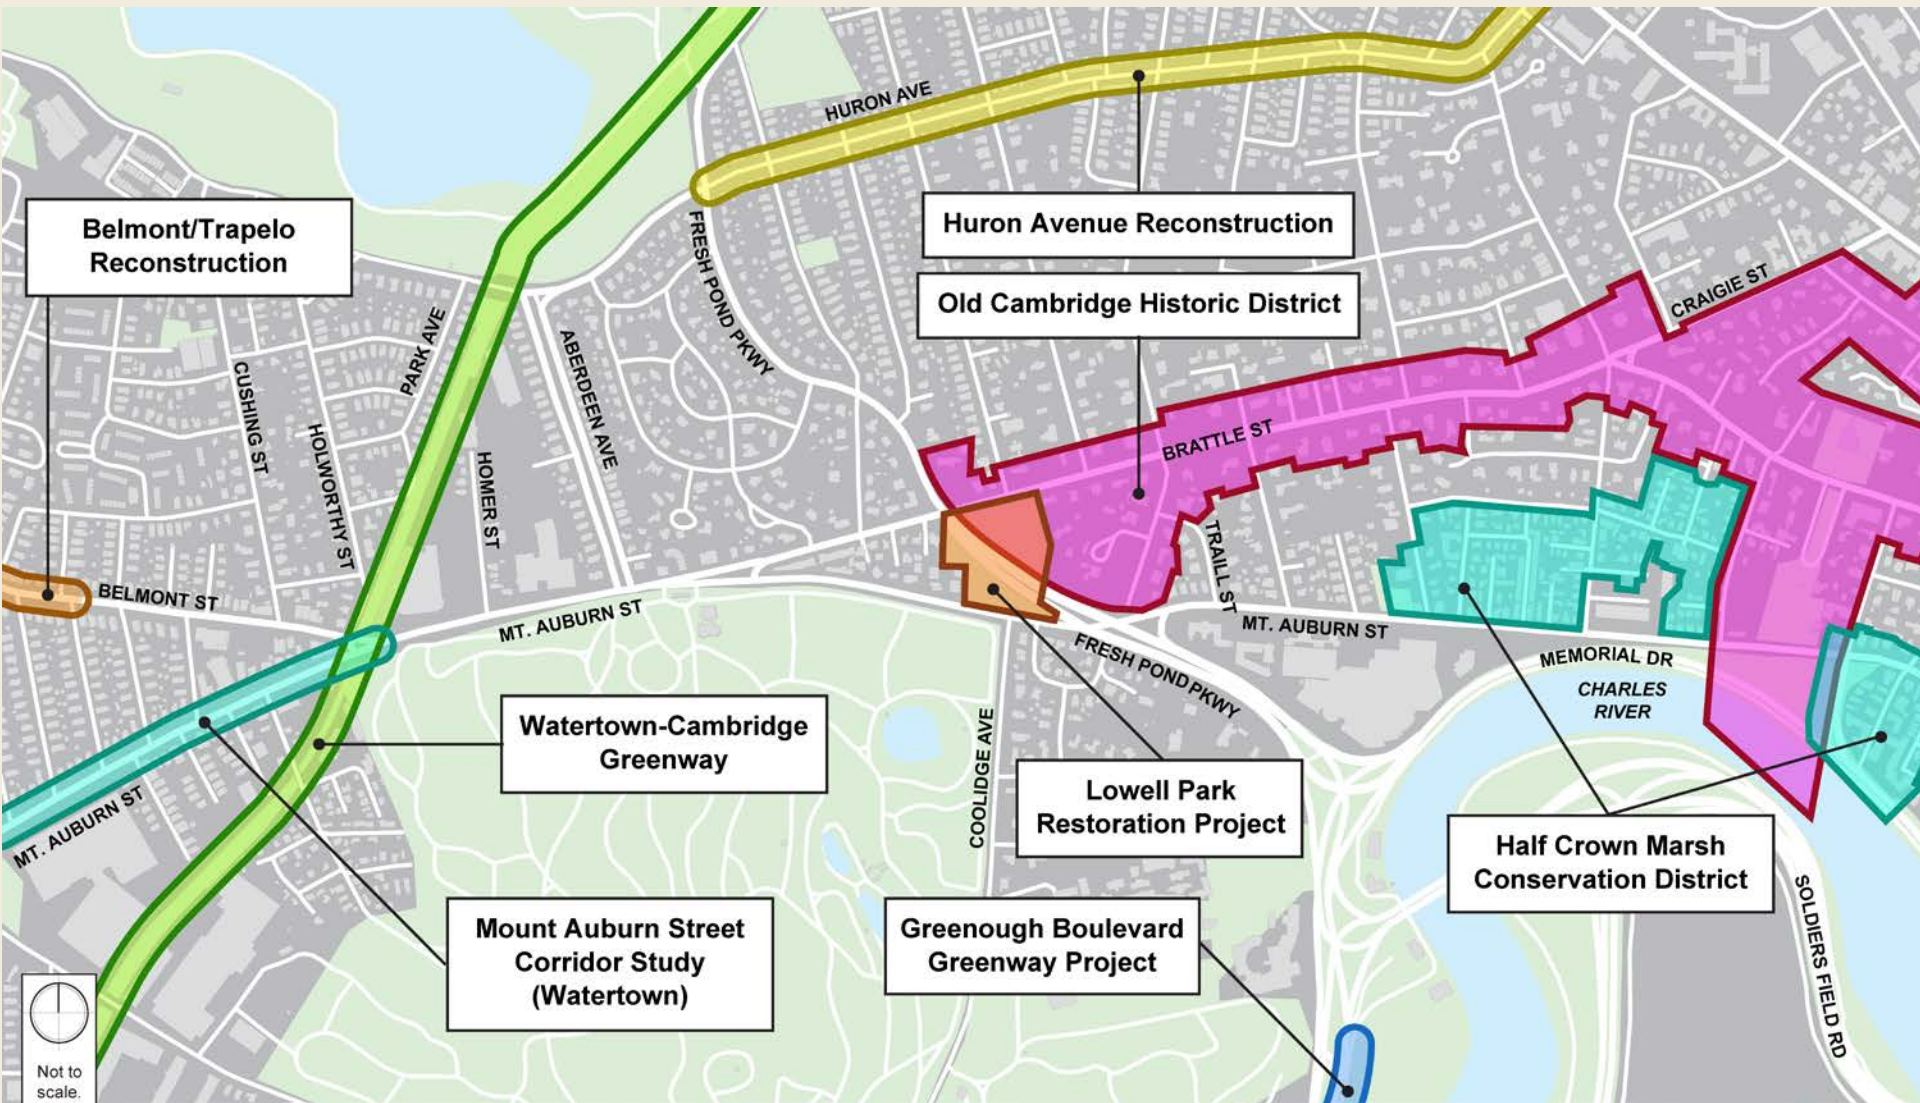 HURON AVE
Belmont/Trapelo
Reconstruction
Huron Avenue Reconstruction
FRESH POND PKWY
Old Cambridge Historic District
CRAIGIE ST
PARK AVE
ABERDEEN AVE
CUSHING ST
HOLWORTHY ST
HOMER ST
BRATTLE ST
TRAILL ST
BELMONT ST
MT. AUBURN ST
MT. AUBURN ST
FRESH POND PKWY
MEMORIAL DR
CHARLES
RIVER
Watertown-Cambridge
Greenway
COOLIDGE AVE
Lowell Park
Restoration Project
MT. AUBURN ST
Half Crown Marsh
Conservation District
Mount Auburn Street
Corridor Study
(Watertown)
Greenough Boulevard
Greenway Project
SOLDIERS FIELD RD
Not to
scale.